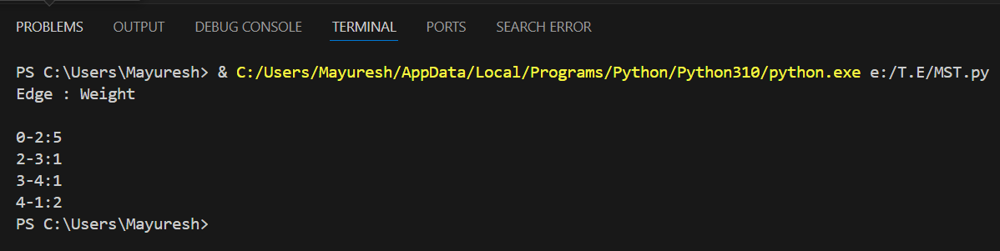 PROBLEMS OUTPUT DEBUG CONSOLE TERMINAL PORTS SEARCH ERROR
PS C:\Users\Mayuresh> & C:/Users/Mayuresh/AppData/Local/Programs/Python/Python310/python.exe e:/T.E/MST.py
Edge : Weight
0-2:5
2-3:1
3-4:1
4-1:2
PS C:\Users\Mayuresh>